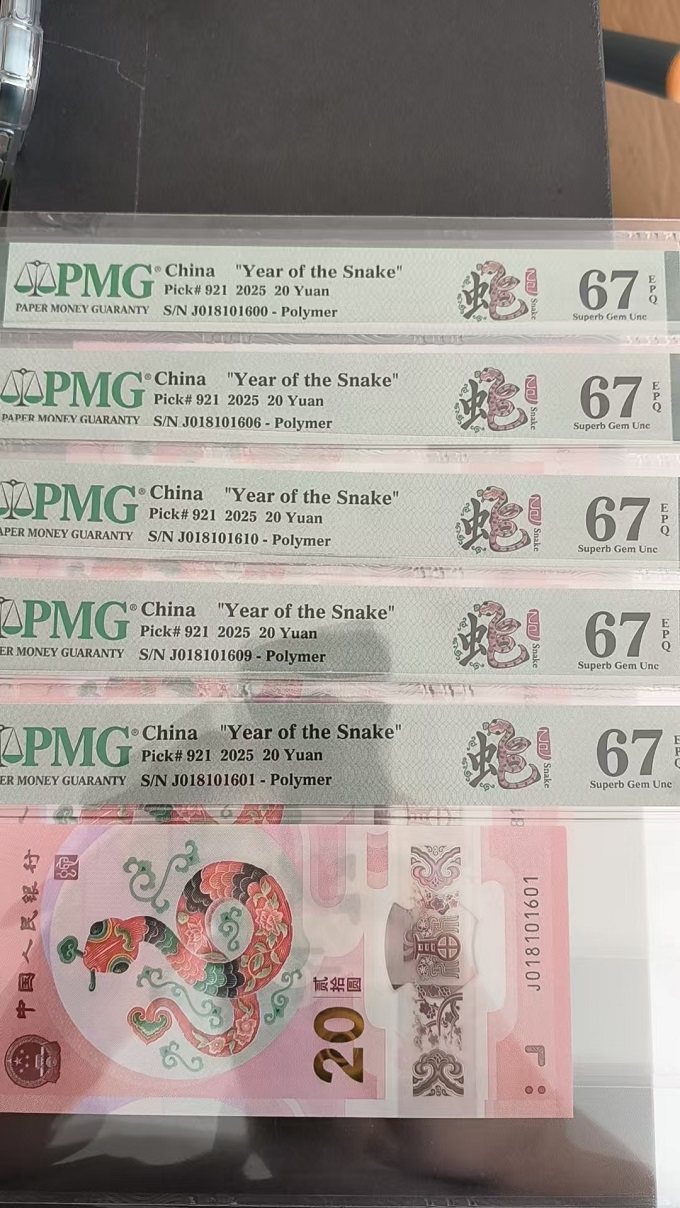 PMG® China "Year of the Snake"
Pick# 921 2025 20 Yuan
PAPER MONEY GUARANTY S/N J018101600 - Polymer
蛇 Snake
67 EPQ
Superb Gem Unc
PMG® China "Year of the Snake"
Pick# 921 2025 20 Yuan
PAPER MONEY GUARANTY S/N J018101606 - Polymer
蛇 Snake
67 EPQ
Superb Gem Unc
PMG® China "Year of the Snake"
Pick# 921 2025 20 Yuan
APER MONEY GUARANTY S/N J018101610 - Polymer
蛇 Snake
67 EPQ
Superb Gem Unc
PMG® China "Year of the Snake"
Pick# 921 2025 20 Yuan
ER MONEY GUARANTY S/N J018101609 - Polymer
蛇 Snake
67 EPQ
Superb Gem Unc
PMG® China "Year of the Snake"
Pick# 921 2025 20 Yuan
ER MONEY GUARANTY S/N J018101601 - Polymer
蛇 Snake
67
Superb Gem Unc
中国人民银行
贰拾圆
20
J018101601